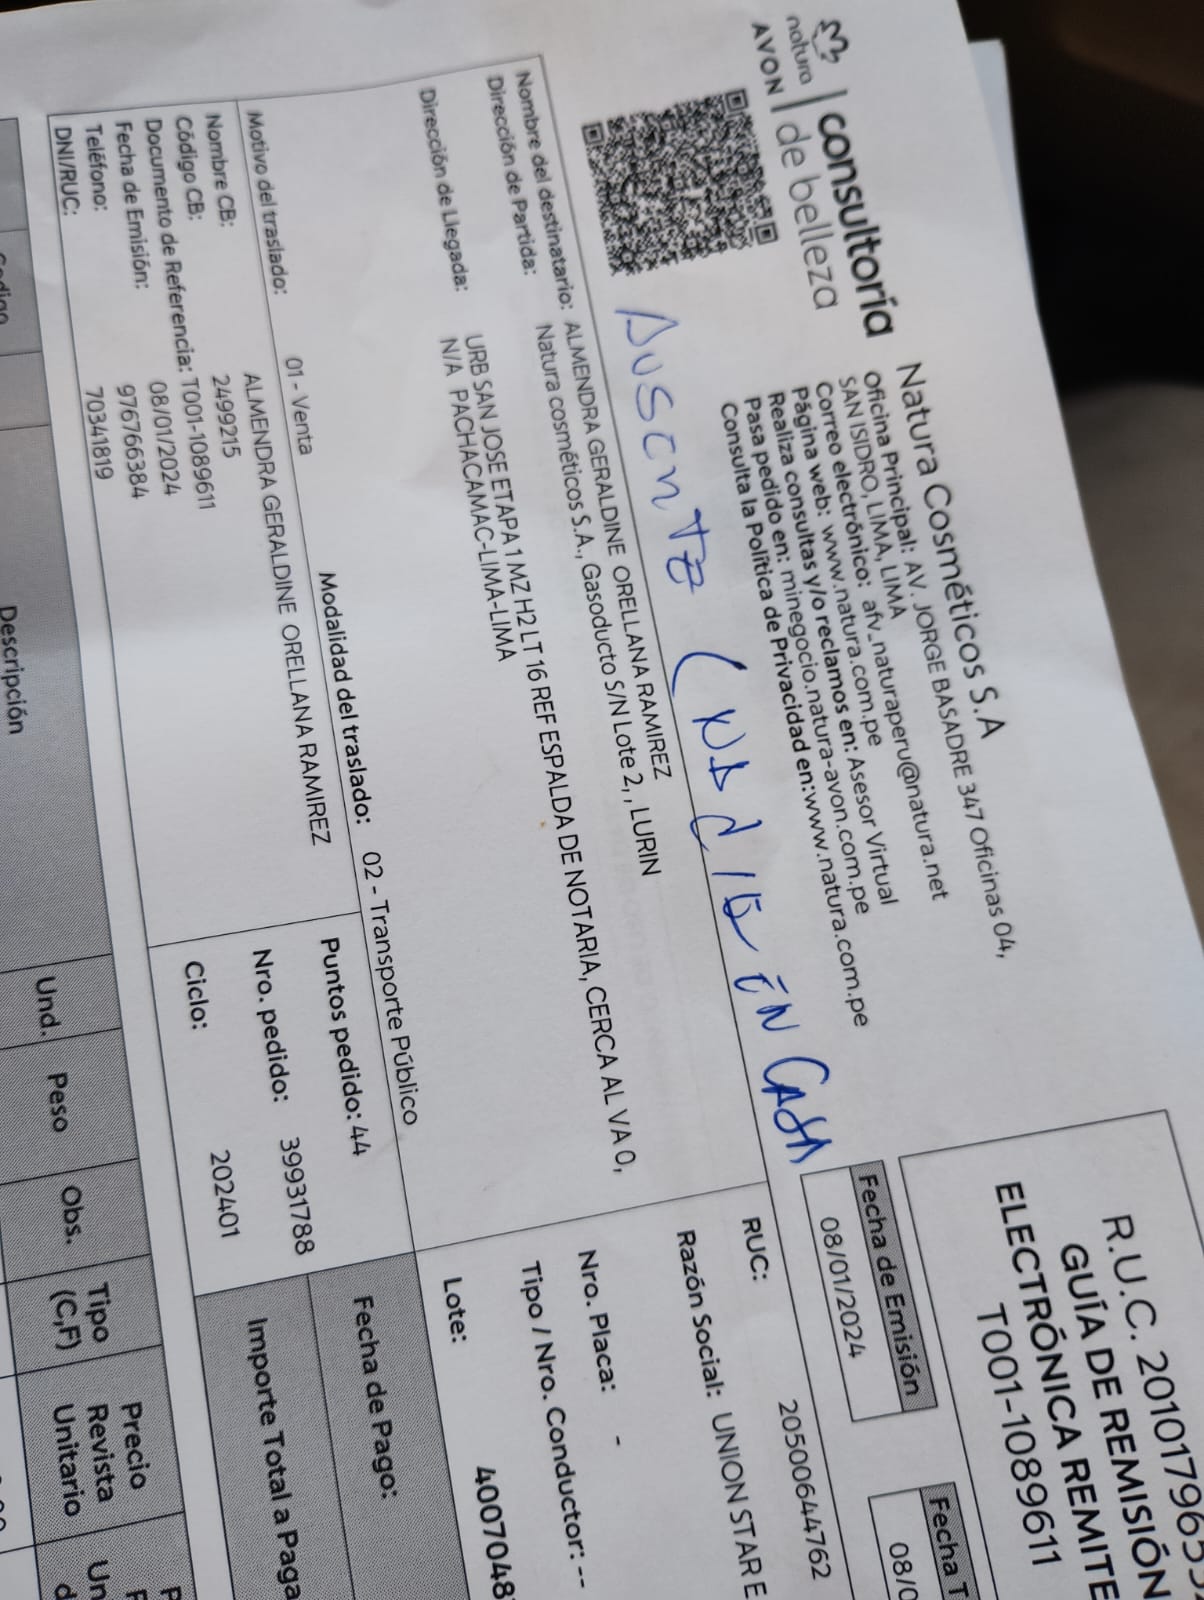 natura
AVON
consultoría
de belleza
Natura Cosméticos S.A
Oficina Principal: AV. JORGE BASADRE 347 Oficinas 04,
SAN ISIDRO, LIMA, LIMA
Correo electrónico: afv_naturaperu@natura.net
Página web: www.natura.com.pe
Realiza consultas y/o reclamos en: Asesor Virtual
Pasa pedido en: minegocio.natura-avon.com.pe
Consulta la Política de Privacidad en:www.natura.com.pe
R.U.C. 2010179655
GUÍA DE REMISIÓN
ELECTRÓNICA REMITE
T001-1089611
AUSENTE (NADIE EN CASA
Fecha de Emisión
08/01/2024
Fecha T
08/0
Nombre del destinatario: ALMENDRA GERALDINE ORELLANA RAMIREZ
Dirección de Partida: Natura cosméticos S.A., Gasoducto S/N Lote 2, , LURIN
Dirección de Llegada: URB SAN JOSE ETAPA 1 MZ H2 LT 16 REF ESPALDA DE NOTARIA, CERCA AL VA 0,
N/A PACHACAMAC-LIMA-LIMA
RUC: 20500644762
Razón Social: UNION STAR E
Nro. Placa: -
Tipo / Nro. Conductor: --
Lote: 4007048
Motivo del traslado: 01 - Venta Modalidad del traslado: 02 - Transporte Público
Nombre CB: ALMENDRA GERALDINE ORELLANA RAMIREZ
Código CB: 2499215
Documento de Referencia: T001-1089611
Fecha de Emisión: 08/01/2024
Teléfono: 976766384
DNI/RUC: 70341819
Puntos pedido: 44
Nro. pedido: 39931788
Ciclo: 202401
Fecha de Pago:
Importe Total a Paga
Descripción
Und.
Peso
Obs.
Tipo
(C,F)
Precio
Revista
Unitario